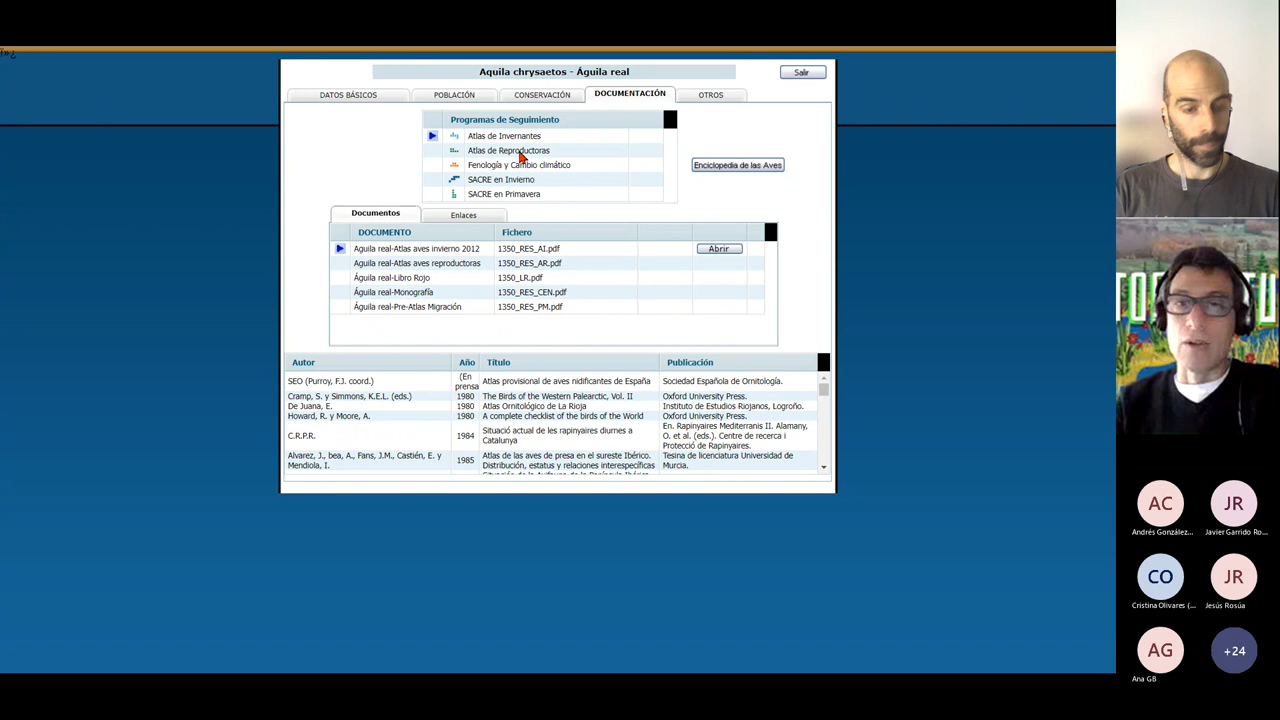 ï»¿
Aquila chrysaetos - Águila real
Salir
DATOS BÁSICOS
POBLACIÓN
CONSERVACIÓN
DOCUMENTACIÓN
OTROS
Programas de Seguimiento
Atlas de Invernantes
Atlas de Reproductoras
Fenología y Cambio climático
SACRE en Invierno
SACRE en Primavera
Enciclopedia de las Aves
Documentos
Enlaces
DOCUMENTO Fichero
Aguila real-Atlas aves invierno 2012 1350_RES_AI.pdf Abrir
Aguila real-Atlas aves reproductoras 1350_RES_AR.pdf
Águila real-Libro Rojo 1350_LR.pdf
Águila real-Monografía 1350_RES_CEN.pdf
Águila real-Pre-Atlas Migración 1350_RES_PM.pdf
Autor Año Título Publicación
SEO (Purroy, F.J. coord.) (En prensa Atlas provisional de aves nidificantes de España Sociedad Española de Ornitología.
Cramp, S. y Simmons, K.E.L. (eds.) 1980 The Birds of the Western Palearctic, Vol. II Oxford University Press.
De Juana, E. 1980 Atlas Ornitológico de La Rioja Instituto de Estudios Riojanos, Logroño.
Howard, R. y Moore, A. 1980 A complete checklist of the birds of the World Oxford University Press.
C.R.P.R. 1984 Situació actual de les rapinyaires diurnes a Catalunya En. Rapinyaires Mediterranis II. Alamany, O. et al. (eds.). Centre de recerca i Protecció de Rapinyaires.
Alvarez, J., bea, A., Fans, J.M., Castién, E. y Mendiola, I. 1985 Atlas de las aves de presa en el sureste Ibérico. Distribución, estatus y relaciones interespecíficas Tesina de licenciatura Universidad de Murcia.
AC
Andrés González...
JR
Javier Garrido Ro...
CO
Cristina Olivares (...
JR
Jesús Rosúa
AG
Ana GB
+24